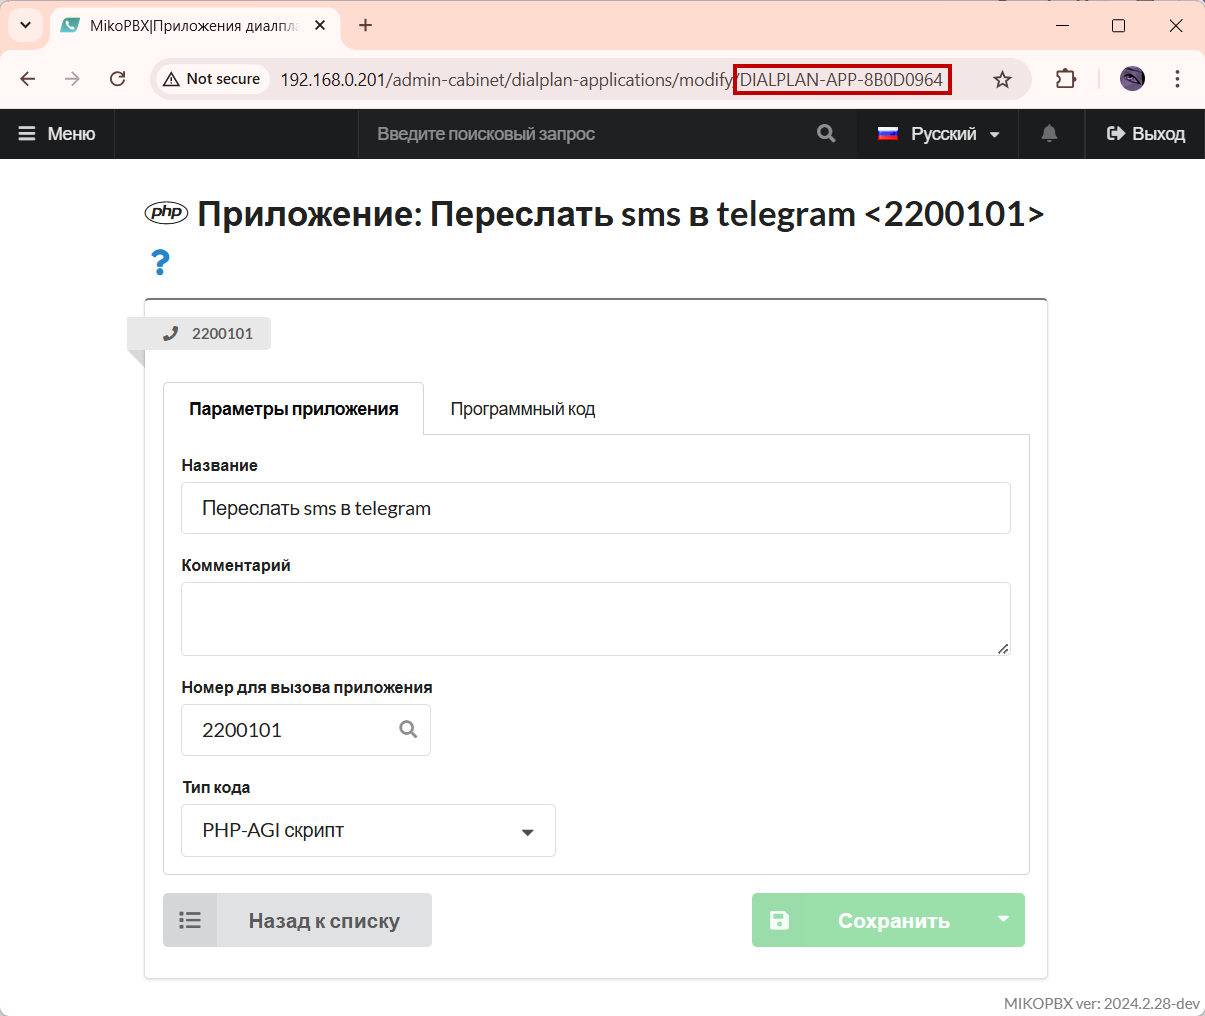 MikoPBX|Приложения диалпла
Not secure
192.168.0.201/admin-cabinet/dialplan-applications/modify/DIALPLAN-APP-8B0D0964
Меню
Введите поисковый запрос
Русский
Выход
php Приложение: Переслать sms в telegram <2200101>
?
2200101
Параметры приложения
Программный код
Название
Переслать sms в telegram
Комментарий
Номер для вызова приложения
2200101
Тип кода
PHP-AGI скрипт
Назад к списку
Сохранить
MIKOPBX ver: 2024.2.28-dev